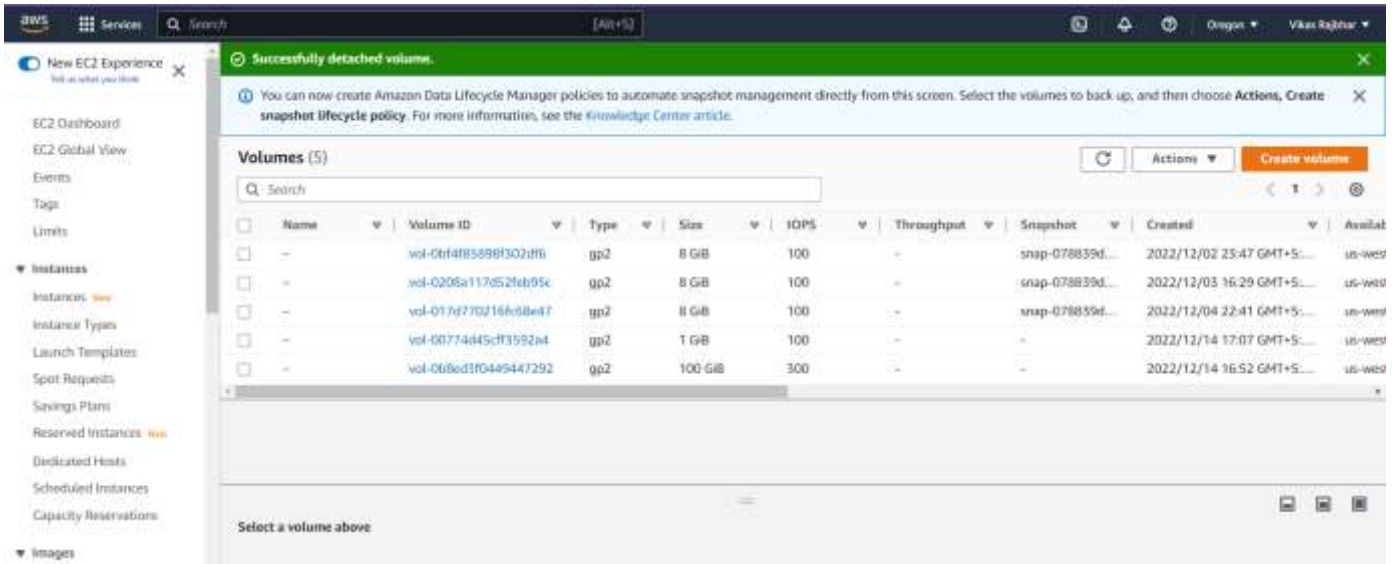 aws Services Search [Alt+S] Oregon Vikas Rajbhar
New EC2 Experience
Tell us what you think
EC2 Dashboard
EC2 Global View
Events
Tags
Limits
Instances
Instances New
Instance Types
Launch Templates
Spot Requests
Savings Plans
Reserved Instances New
Dedicated Hosts
Scheduled Instances
Capacity Reservations
Images
Successfully detached volume.
You can now create Amazon Data Lifecycle Manager policies to automate snapshot management directly from this screen. Select the volumes to back up, and then choose Actions, Create
snapshot lifecycle policy. For more information, see the Knowledge Center article.
Volumes (5) Actions Create volume
Search 1
Name Volume ID Type Size IOPS Throughput Snapshot Created Availab
– gp2 8 GiB 100 – snap-078839d... 2022/12/02 23:47 GMT+5:.... us-west
– vol-0206a117d52feb95c gp2 8 GiB 100 – snap-078839d... 2022/12/03 16:29 GMT+5:.... us-west
– gp2 8 GiB 100 – snap-078839d... 2022/12/04 22:41 GMT+5:.... us-west
– vol-00774d45cff3592a4 gp2 1 GiB 100 – – 2022/12/14 17:07 GMT+5:.... us-west
– vol-0b8ed3f0449447292 gp2 100 GiB 300 – – 2022/12/14 16:52 GMT+5:.... us-west
Select a volume above